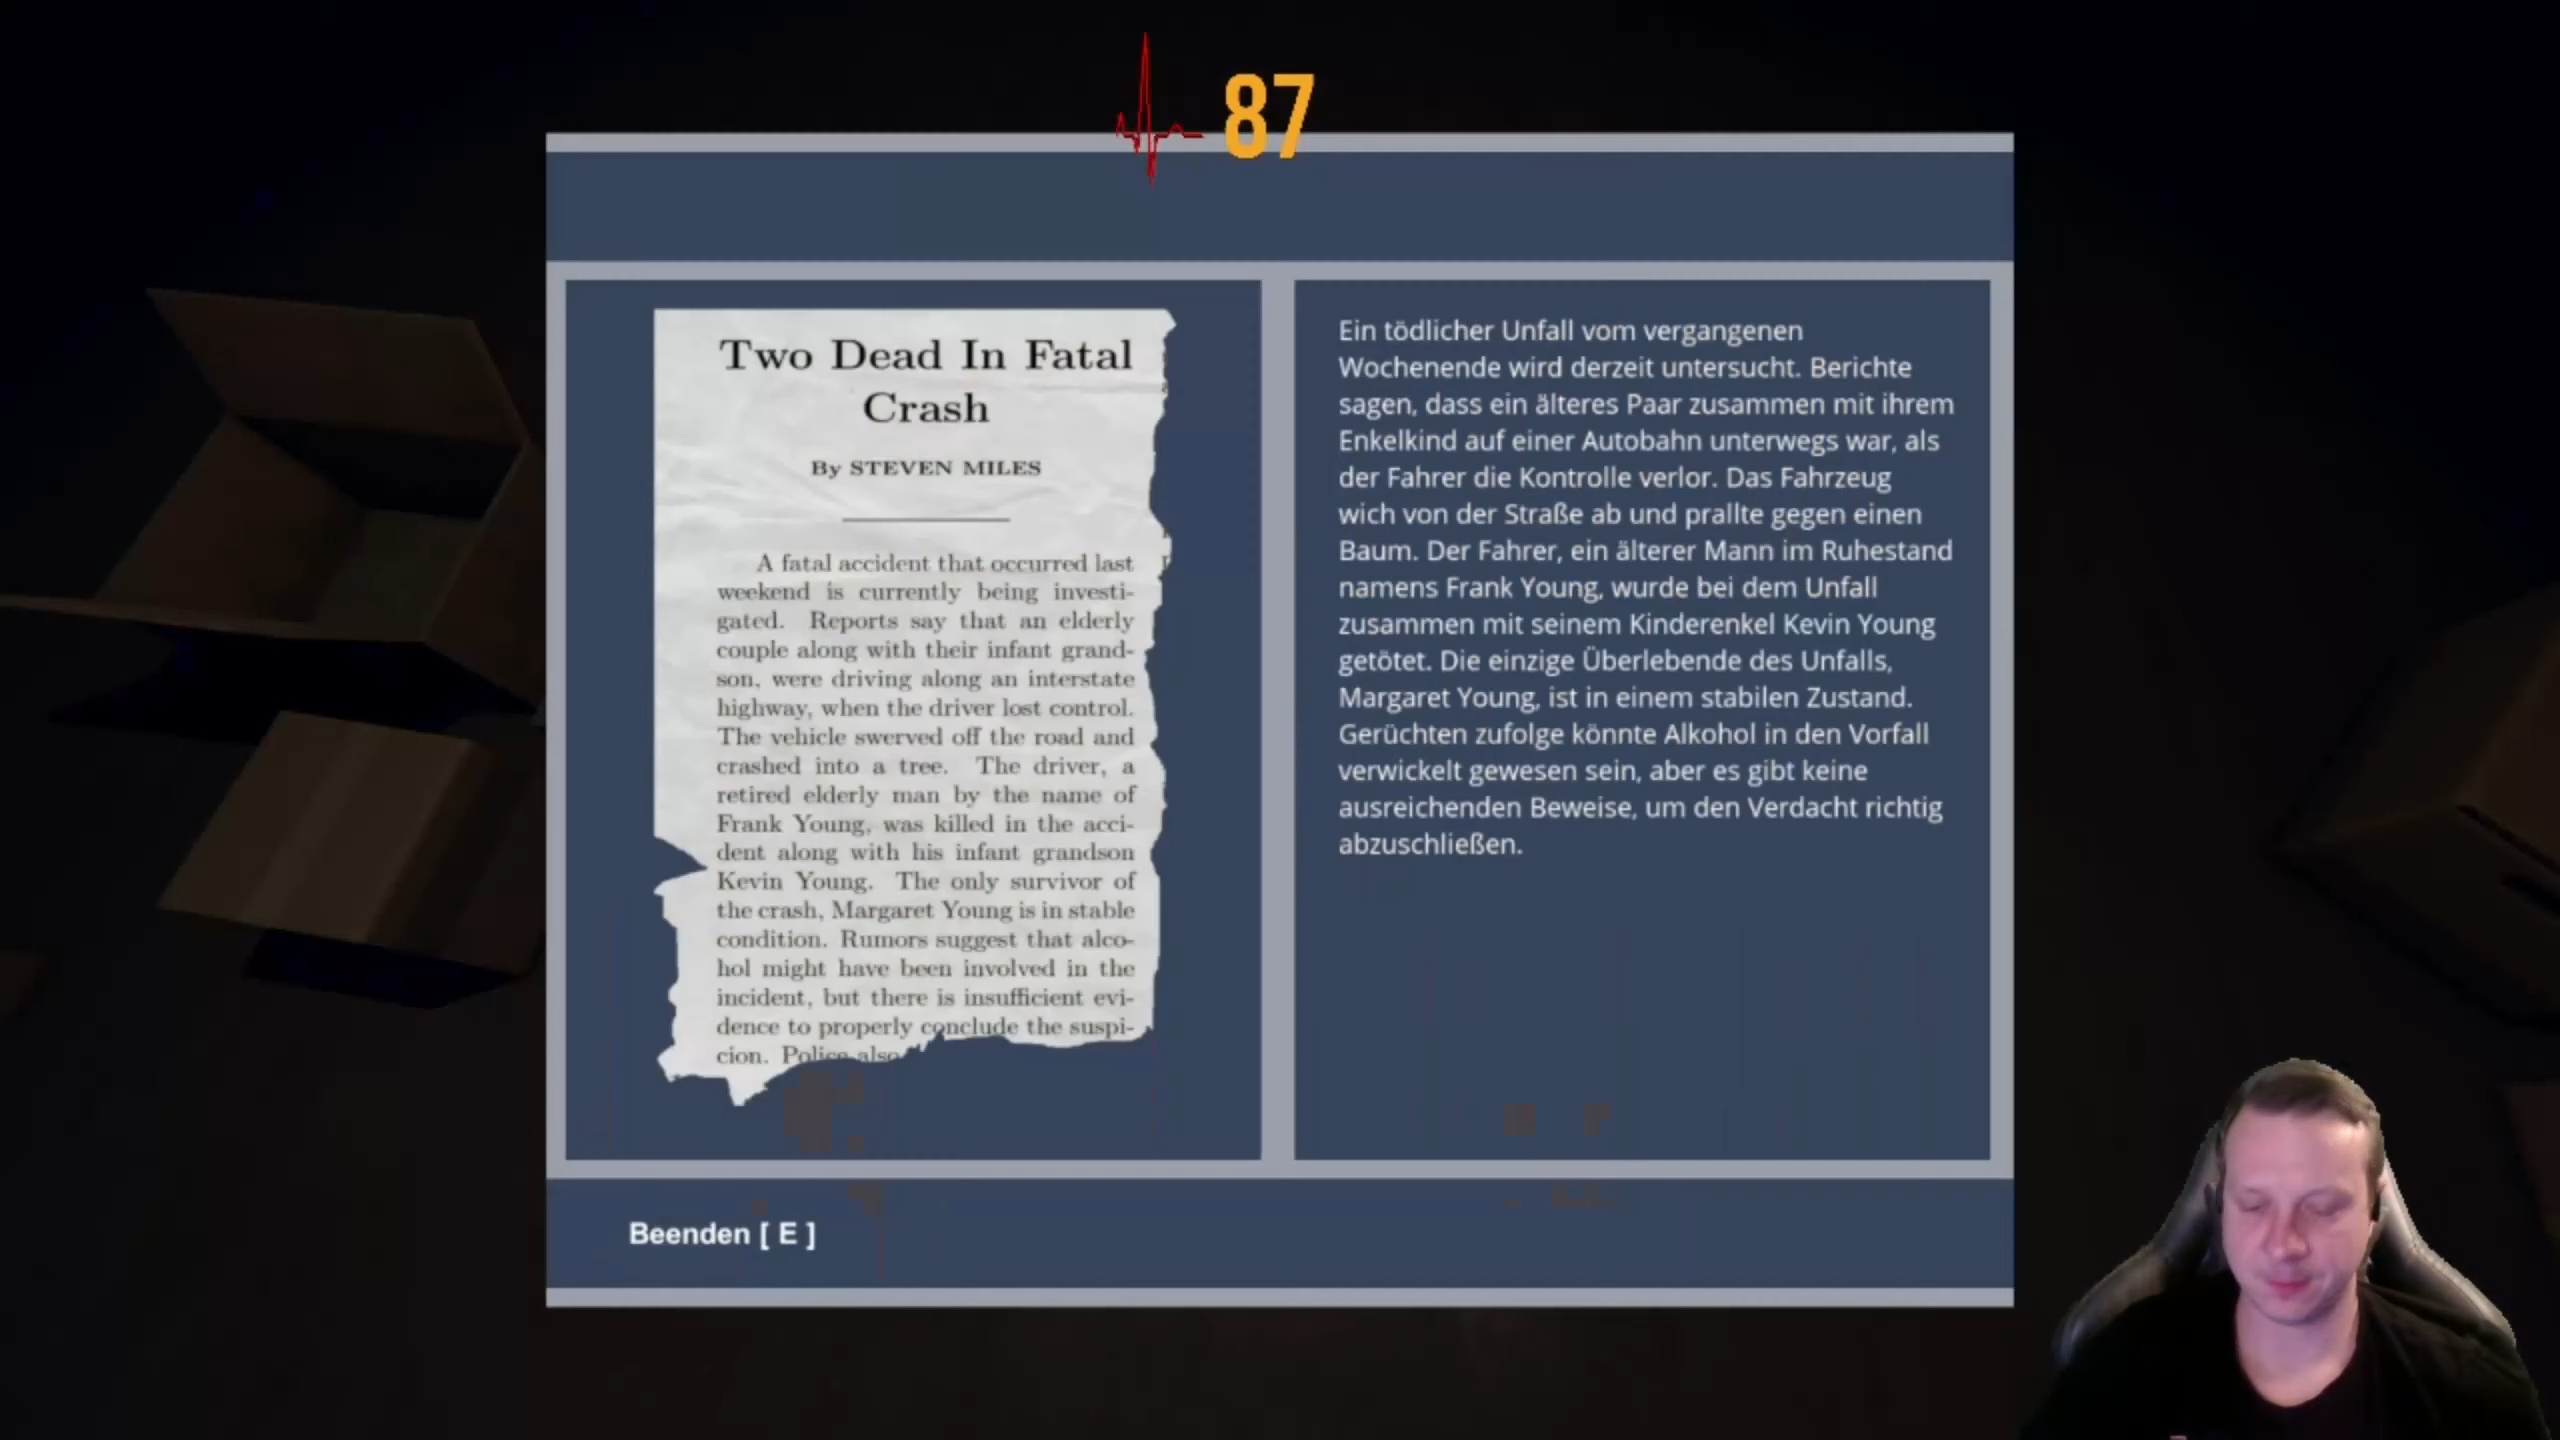 87
Two Dead In Fatal
Crash
By STEVEN MILES
A fatal accident that occurred last
weekend is currently being investi-
gated. Reports say that an elderly
couple along with their infant grand-
son, were driving along an interstate
highway, when the driver lost control.
The vehicle swerved off the road and
crashed into a tree. The driver, a
retired elderly man by the name of
Frank Young, was killed in the acci-
dent along with his infant grandson
Kevin Young. The only survivor of
the crash, Margaret Young is in stable
condition. Rumors suggest that alco-
hol might have been involved in the
incident, but there is insufficient evi-
dence to properly conclude the suspi-
cion. Police also
Ein tödlicher Unfall vom vergangenen
Wochenende wird derzeit untersucht. Berichte
sagen, dass ein älteres Paar zusammen mit ihrem
Enkelkind auf einer Autobahn unterwegs war, als
der Fahrer die Kontrolle verlor. Das Fahrzeug
wich von der Straße ab und prallte gegen einen
Baum. Der Fahrer, ein älterer Mann im Ruhestand
namens Frank Young, wurde bei dem Unfall
zusammen mit seinem Kinderenkel Kevin Young
getötet. Die einzige Überlebende des Unfalls,
Margaret Young, ist in einem stabilen Zustand.
Gerüchten zufolge könnte Alkohol in den Vorfall
verwickelt gewesen sein, aber es gibt keine
ausreichenden Beweise, um den Verdacht richtig
abzuschließen.
Beenden [ E ]